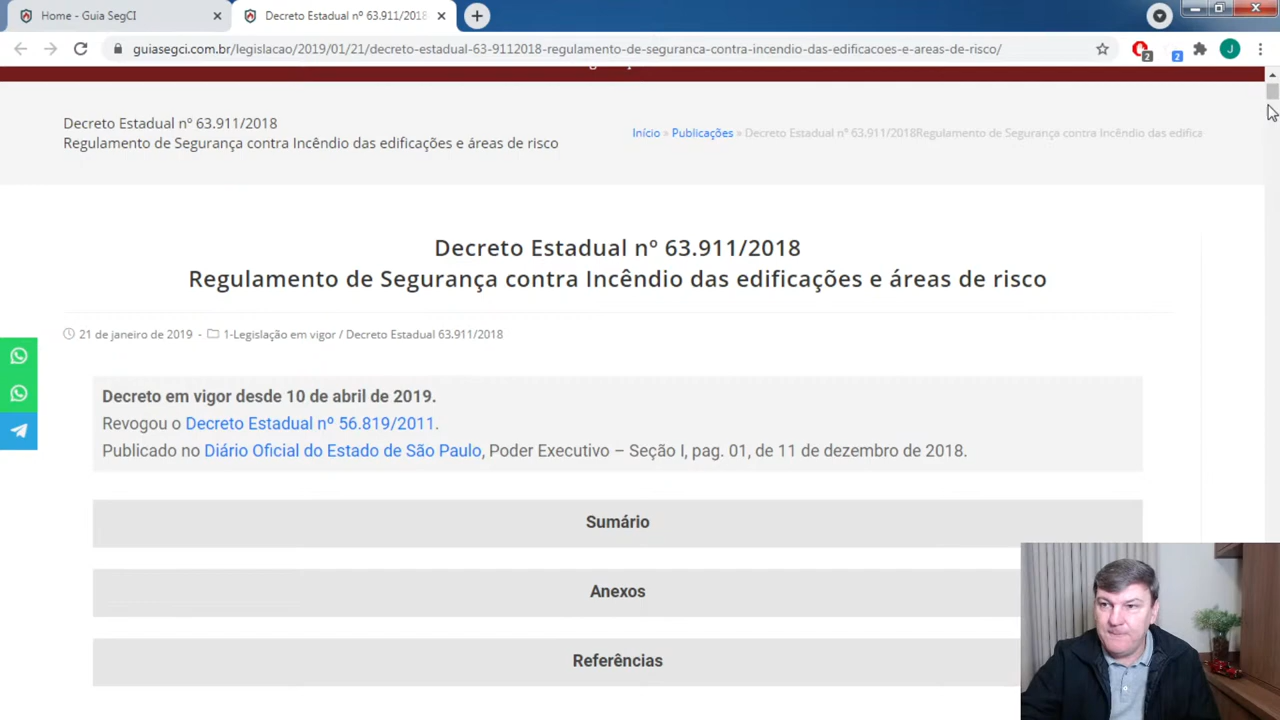 Home - Guia SegCI
Decreto Estadual nº 63.911/2018
guiasegci.com.br/legislacao/2019/01/21/decreto-estadual-63-9112018-regulamento-de-seguranca-contra-incendio-das-edificacoes-e-areas-de-risco/
2
2
J
Decreto Estadual nº 63.911/2018
Regulamento de Segurança contra Incêndio das edificações e áreas de risco
Início » Publicações » Decreto Estadual nº 63.911/2018Regulamento de Segurança contra Incêndio das edifica
Decreto Estadual nº 63.911/2018
Regulamento de Segurança contra Incêndio das edificações e áreas de risco
21 de janeiro de 2019 - 1-Legislação em vigor / Decreto Estadual 63.911/2018
Decreto em vigor desde 10 de abril de 2019.
Revogou o Decreto Estadual nº 56.819/2011.
Publicado no Diário Oficial do Estado de São Paulo, Poder Executivo – Seção I, pag. 01, de 11 de dezembro de 2018.
Sumário
Anexos
Referências